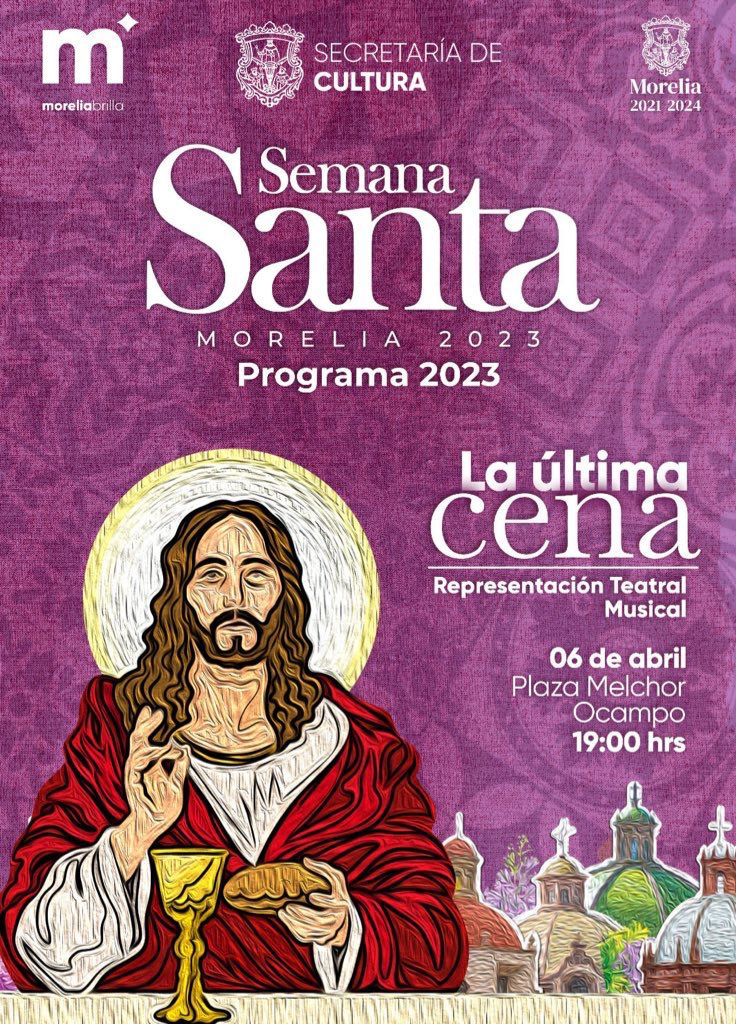 m
moreliabrilla
SECRETARÍA DE
CULTURA
Morelia
2021-2024
Semana
Santa
MORELIA 2023
Programa 2023
La última
cena
Representación Teatral
Musical
06 de abril
Plaza Melchor
Ocampo
19:00 hrs